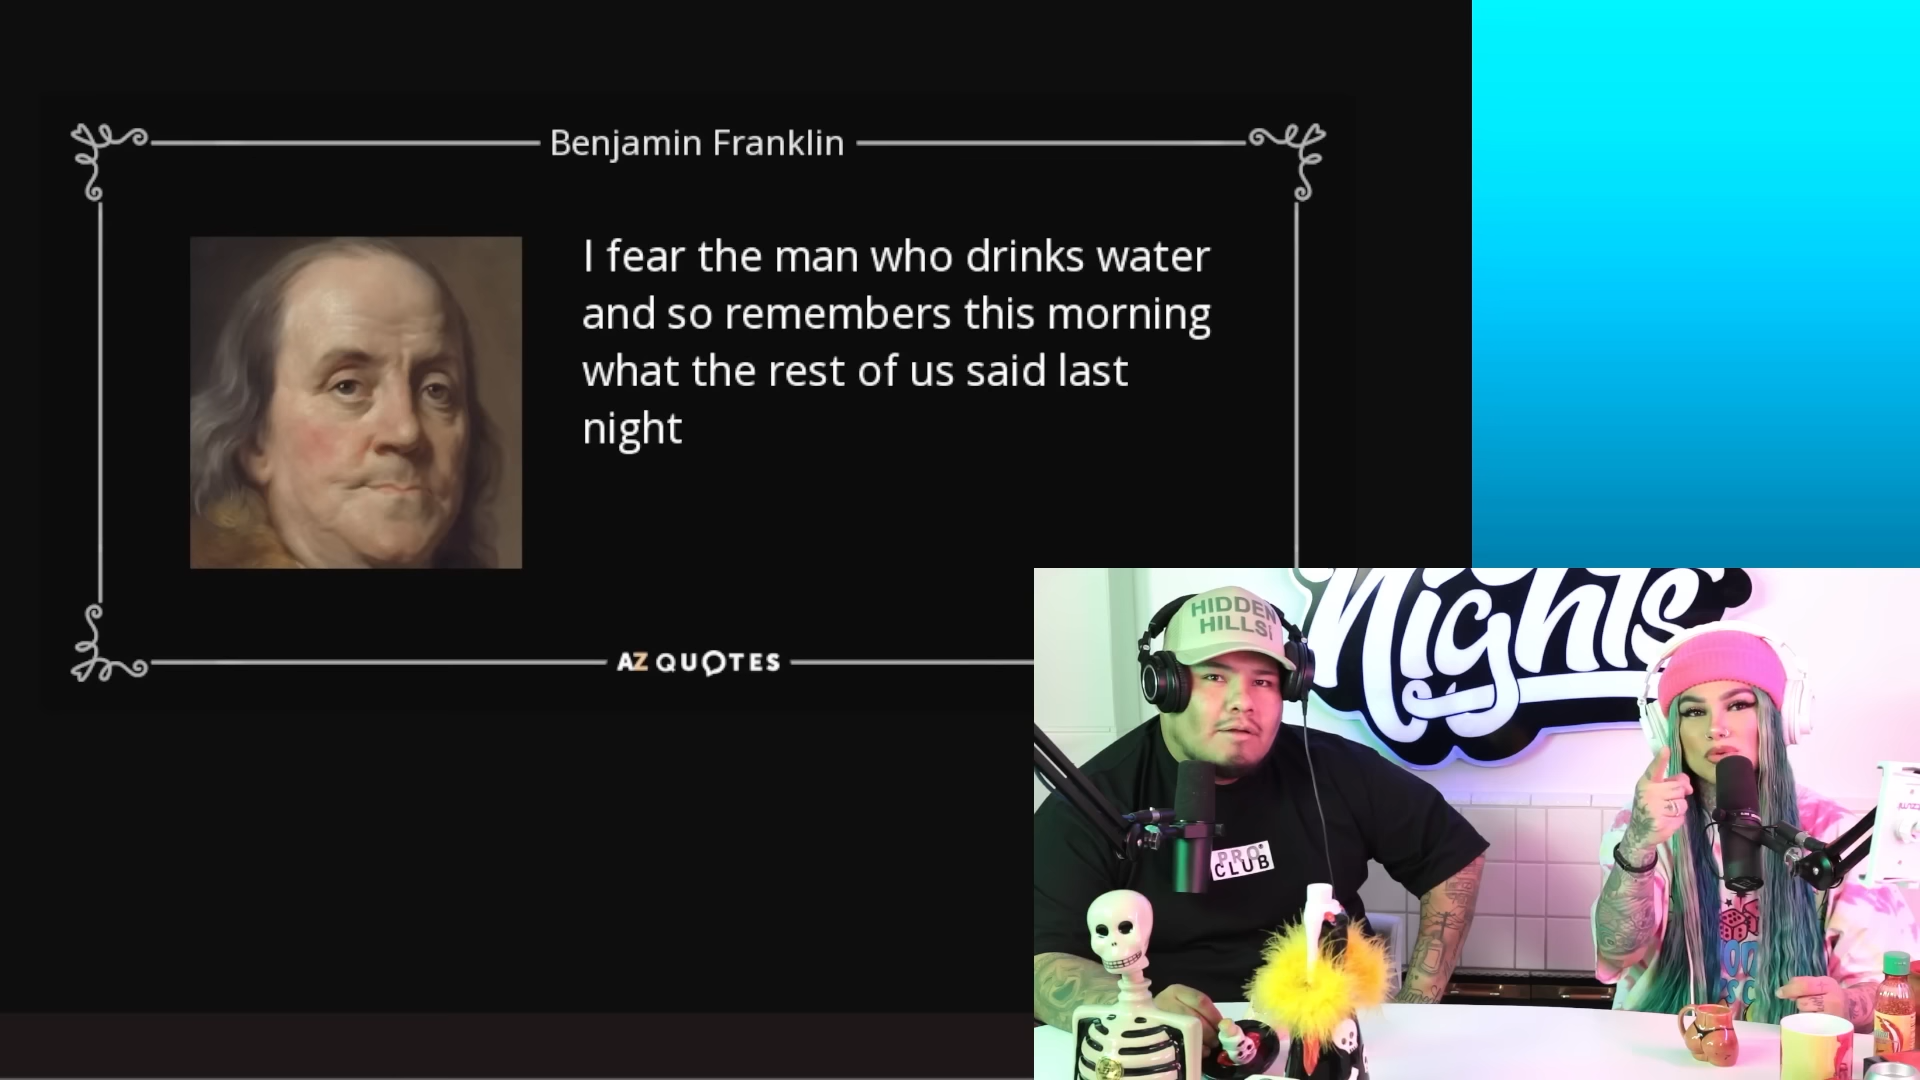 Benjamin Franklin
I fear the man who drinks water
and so remembers this morning
what the rest of us said last
night
AZ QUOTES
Nights
HIDDEN
HILLS
PRO
CLUB